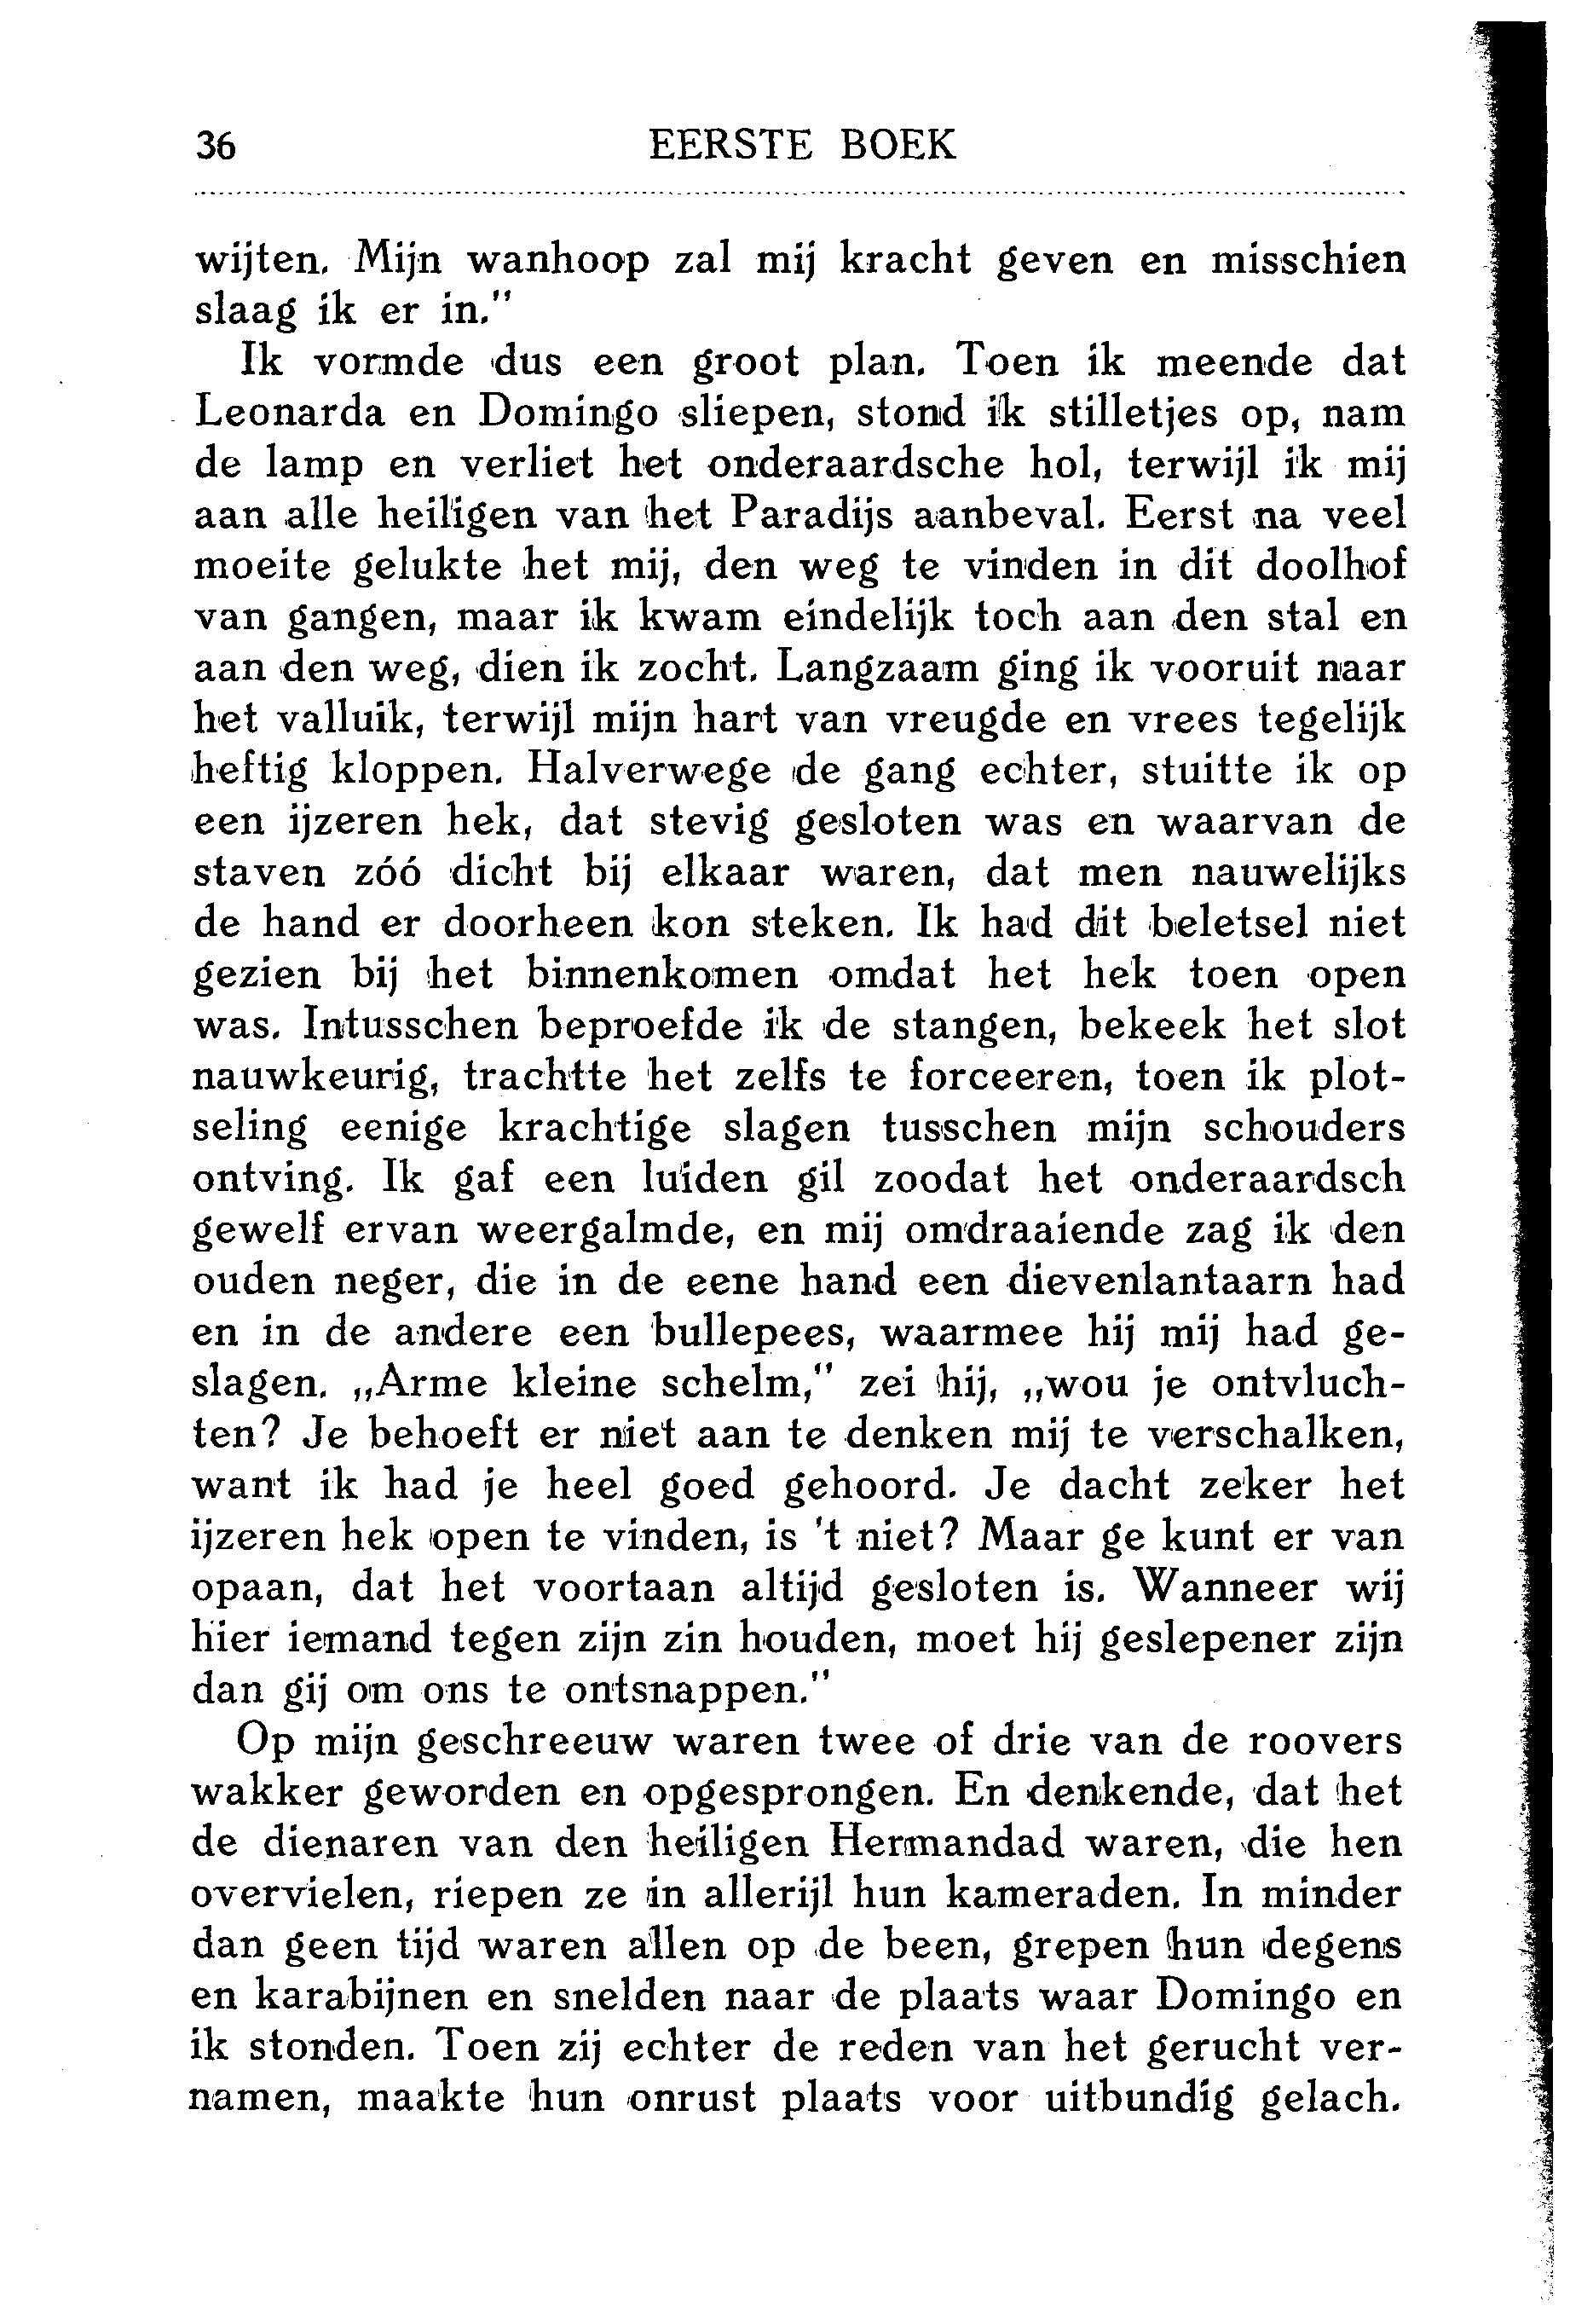 36 EERSTE BOEK
wijten. Mijn wanhoop zal mij kracht geven en misschien
slaag ik er in."
Ik vormde dus een groot plan. Toen ik meende dat
Leonarda en Domingo sliepen, stond ik stilletjes op, nam
de lamp en verliet het onderaardsche hol, terwijl ik mij
aan alle heiligen van het Paradijs aanbeval. Eerst na veel
moeite gelukte het mij, den weg te vinden in dit doolhof
van gangen, maar ik kwam eindelijk toch aan den stal en
aan den weg, dien ik zocht. Langzaam ging ik vooruit naar
het valluik, terwijl mijn hart van vreugde en vrees tegelijk
heftig kloppen. Halverwege de gang echter, stuitte ik op
een ijzeren hek, dat stevig gesloten was en waarvan de
staven zóó dicht bij elkaar waren, dat men nauwelijks
de hand er doorheen kon steken. Ik had dit beletsel niet
gezien bij het binnenkomen omdat het hek toen open
was. Intusschen beproefde ik de stangen, bekeek het slot
nauwkeurig, trachtte het zelfs te forceeren, toen ik plot-
seling eenige krachtige slagen tusschen mijn schouders
ontving. Ik gaf een luiden gil zoodat het onderaardsch
gewelf ervan weergalmde, en mij omdraaiende zag ik den
ouden neger, die in de eene hand een dievenlantaarn had
en in de andere een bullepees, waarmee hij mij had ge-
slagen. „Arme kleine schelm," zei hij, „wou je ontvluch-
ten? Je behoeft er niet aan te denken mij te verschalken,
want ik had je heel goed gehoord. Je dacht zeker het
ijzeren hek open te vinden, is 't niet? Maar ge kunt er van
opaan, dat het voortaan altijd gesloten is. Wanneer wij
hier iemand tegen zijn zin houden, moet hij geslepener zijn
dan gij om ons te ontsnappen."
Op mijn geschreeuw waren twee of drie van de roovers
wakker geworden en opgesprongen. En denkende, dat het
de dienaren van den heiligen Hermandad waren, die hen
overvielen, riepen ze in allerijl hun kameraden. In minder
dan geen tijd waren allen op de been, grepen hun degens
en karabijnen en snelden naar de plaats waar Domingo en
ik stonden. Toen zij echter de reden van het gerucht ver-
namen, maakte hun onrust plaats voor uitbundig gelach.